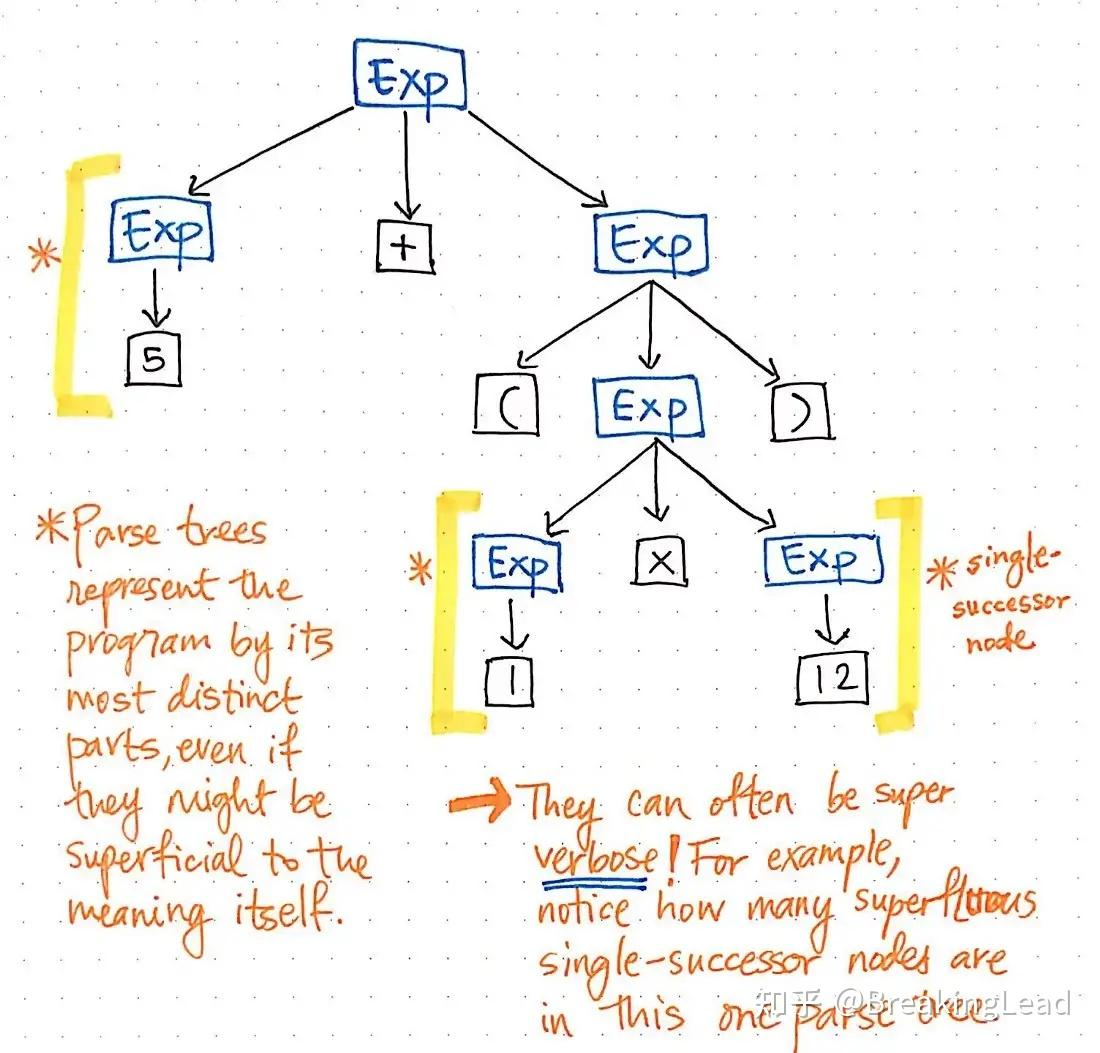 Exp
Exp
+
Exp
5
(
Exp
)
Exp
x
Exp
1
12
*
*
*single-
successor
node
*Parse trees
represent the
program by its
most distinct
parts, even if
they might be
superficial to the
meaning itself.
→ They can often be super
verbose! For example,
notice how many superfluous
single-successor nodes are
in this one parse tree
知乎 @BreakingLead